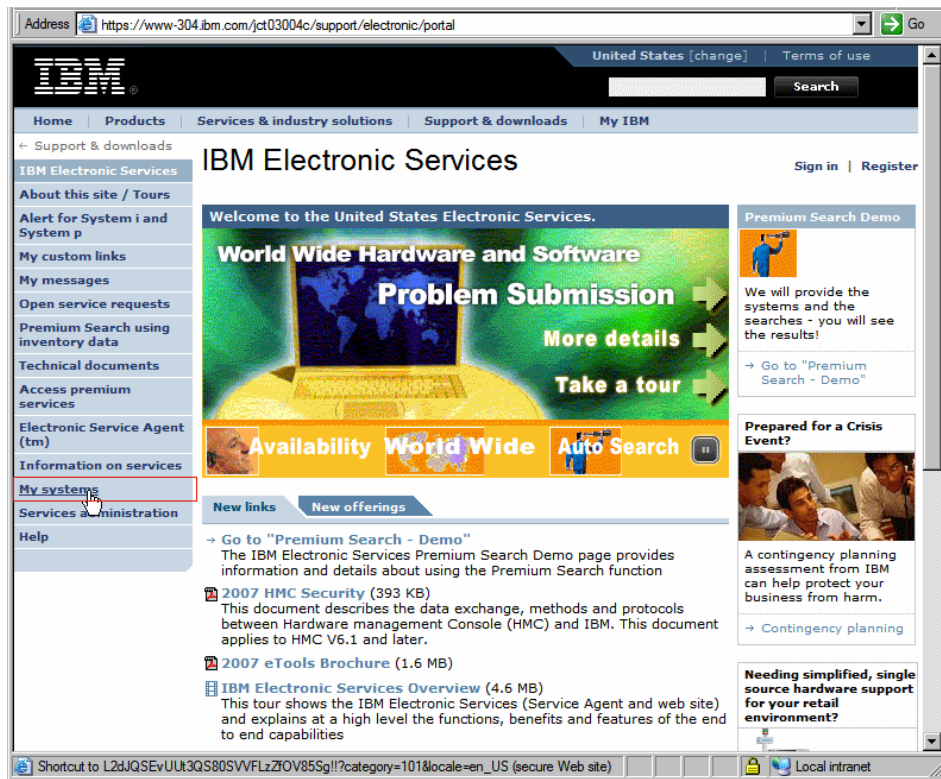 Address https://www-304.ibm.com/jct03004c/support/electronic/portal Go
United States [change] | Terms of use
IBM ®
Search
Home | Products | Services & industry solutions | Support & downloads | My IBM
← Support & downloads
IBM Electronic Services
About this site / Tours
Alert for System i and
System p
My custom links
My messages
Open service requests
Premium Search using
inventory data
Technical documents
Access premium
services
Electronic Service Agent
(tm)
Information on services
My systems
Services administration
Help
IBM Electronic Services
Sign in | Register
Welcome to the United States Electronic Services.
World Wide Hardware and Software
Problem Submission
More details
Take a tour
Availability World Wide Auto Search
New links New offerings
→ Go to "Premium Search - Demo"
The IBM Electronic Services Premium Search Demo page provides
information and details about using the Premium Search function
2007 HMC Security (393 KB)
This document describes the data exchange, methods and protocols
between Hardware management Console (HMC) and IBM. This document
applies to HMC V6.1 and later.
2007 eTools Brochure (1.6 MB)
IBM Electronic Services Overview (4.6 MB)
This tour shows the IBM Electronic Services (Service Agent and web site)
and explains at a high level the functions, benefits and features of the end
to end capabilities
Premium Search Demo
We will provide the
systems and the
searches - you will see
the results!
→ Go to "Premium
Search - Demo"
Prepared for a Crisis
Event?
A contingency planning
assessment from IBM
can help protect your
business from harm.
→ Contingency planning
Needing simplified, single
source hardware support
for your retail
environment?
Shortcut to L2dJQSEvUUt3QS80SVVFLzZfOV85Sg!!?category=101&locale=en_US (secure Web site)
Local intranet